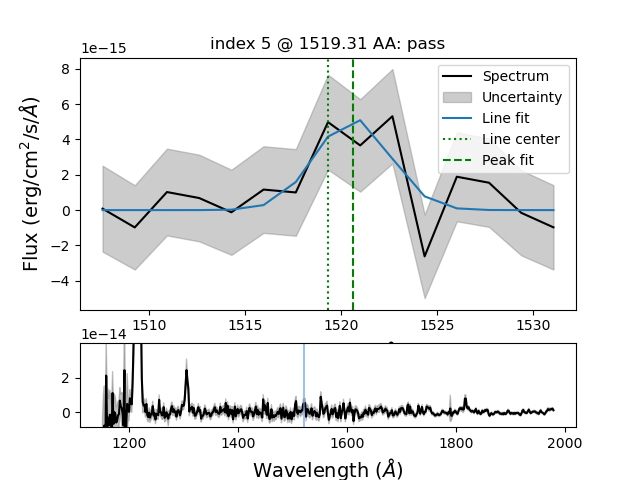 index 5 @ 1519.31 AA: pass
1e−15
8
6
4
2
0
−2
−4
Flux (erg/cm²/s/Å)
Spectrum
Uncertainty
Line fit
Line center
Peak fit
1510
1515
1520
1525
1530
1e−14
2
0
1200
1400
1600
1800
2000
Wavelength (Å)